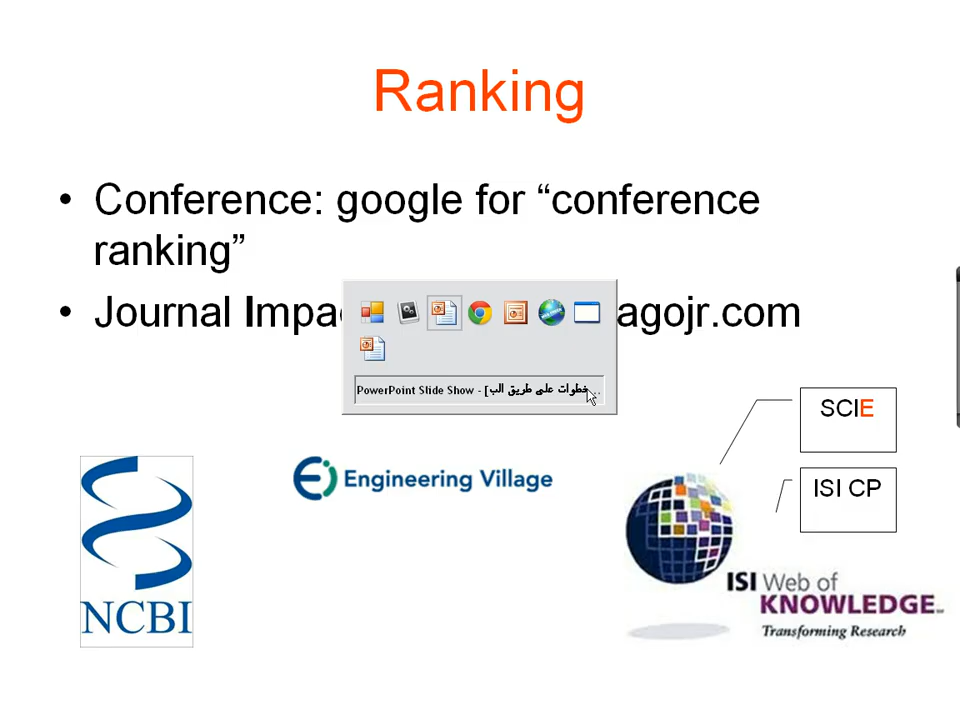 Ranking
• Conference: google for “conference
ranking”
• Journal Impa agojr.com
PowerPoint Slide Show - [خطوات على طريق الب...
SCIE
ISI CP
Engineering Village
NCBI
ISI Web of
KNOWLEDGE
Transforming Research